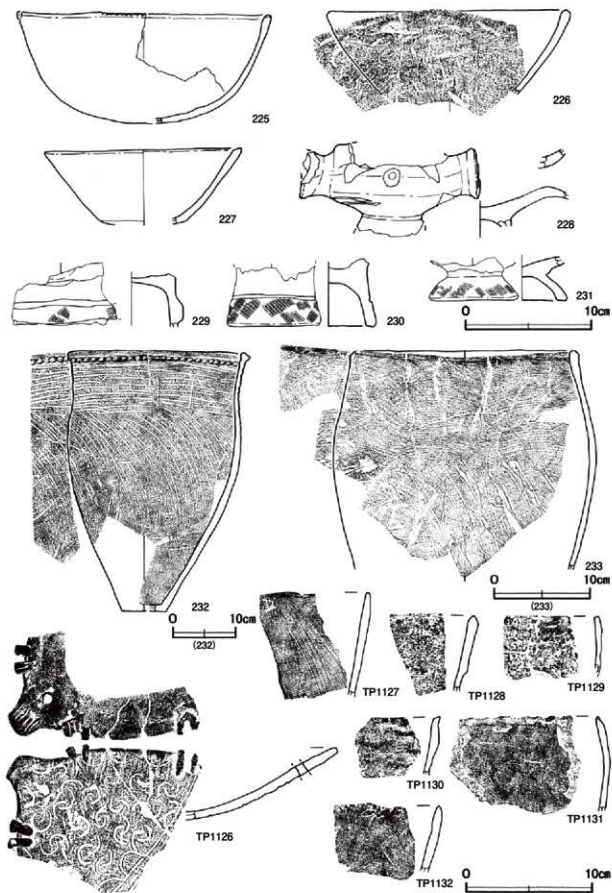 225
226
227
228
229
230
231
0 10cm
232
0 10cm
(232)
233
0 10cm
(233)
TP1127
TP1128
TP1129
TP1126
TP1130
TP1131
TP1132
0 10cm